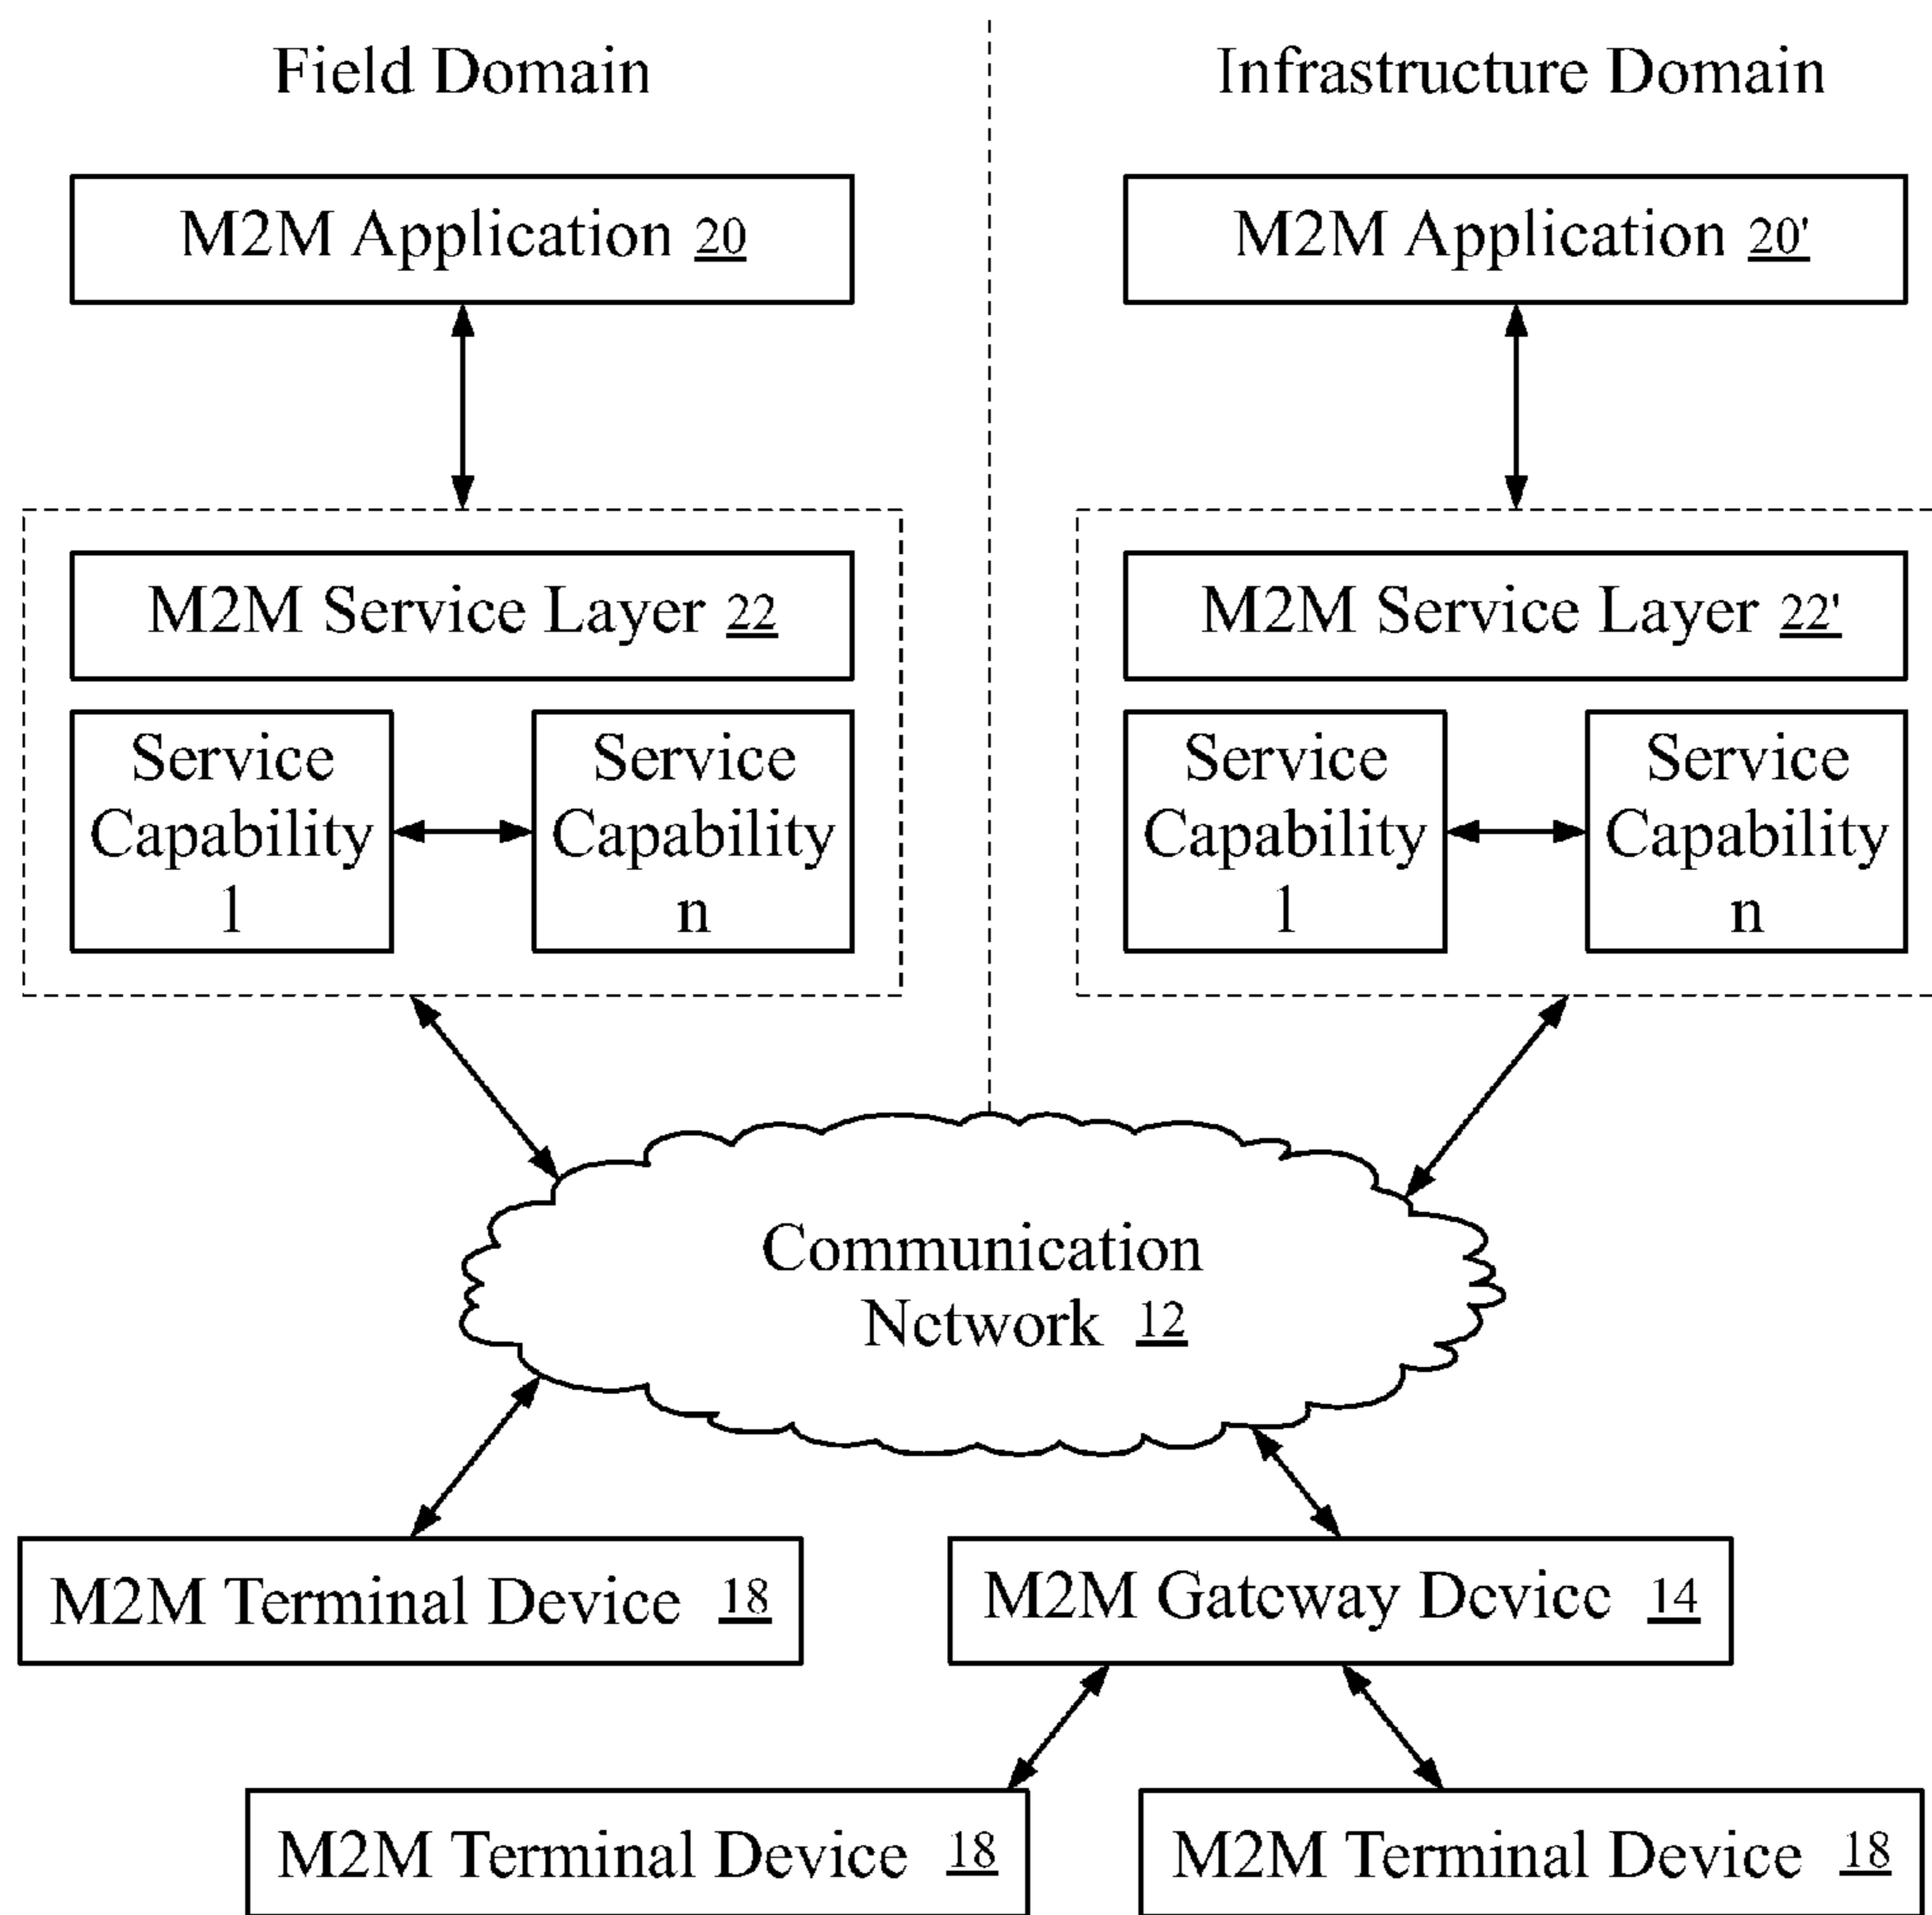 Field Domain
Infrastructure Domain
M2M Application 20
M2M Application 20'
M2M Service Layer 22
M2M Service Layer 22'
Service
Capability
1
Service
Capability
n
Service
Capability
1
Service
Capability
n
Communication
Network 12
M2M Terminal Device 18
M2M Gateway Device 14
M2M Terminal Device 18
M2M Terminal Device 18